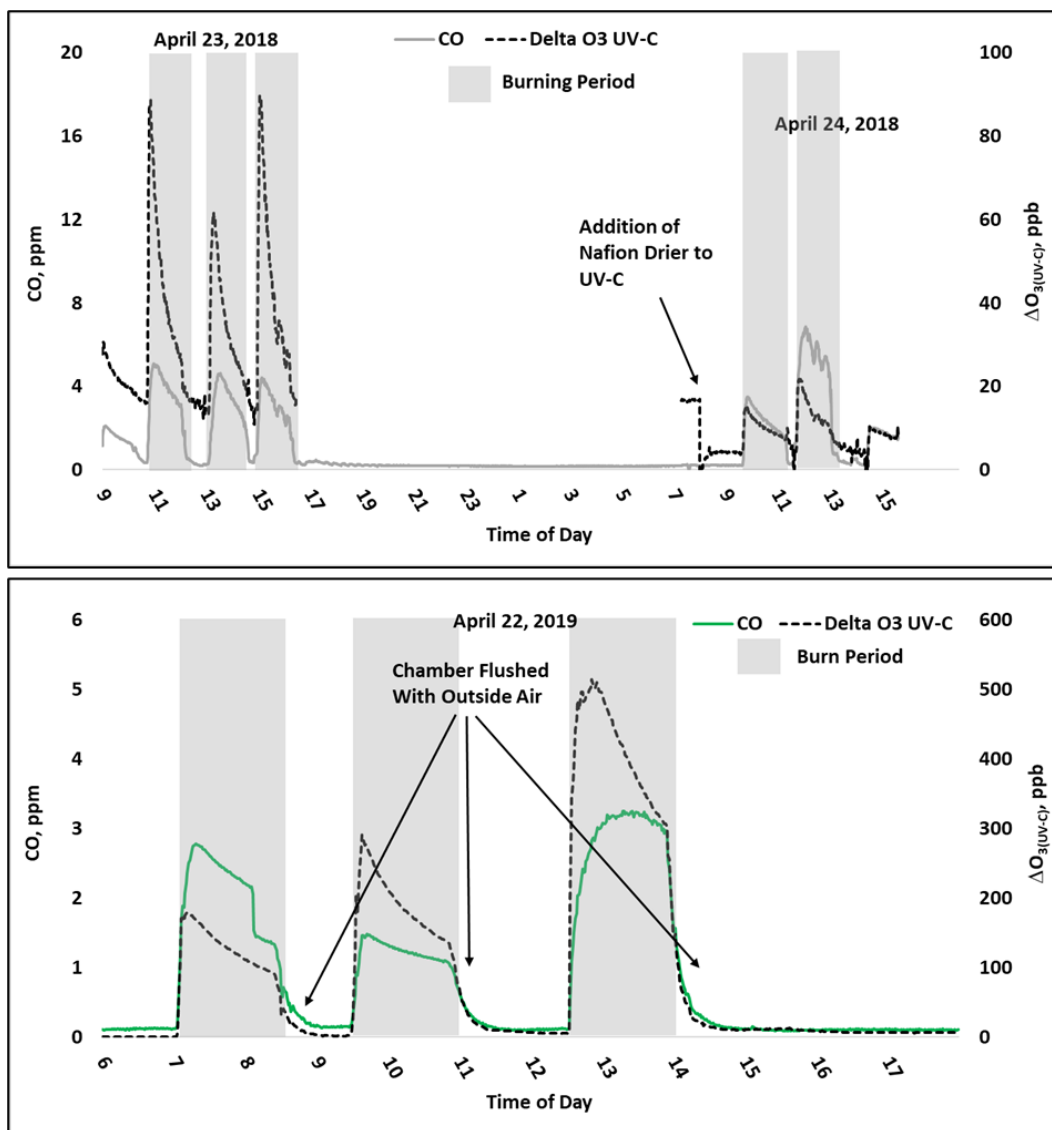 April 23, 2018
CO
Delta O3 UV-C
Burning Period
April 24, 2018
Addition of
Nafion Drier to
UV-C
20
16
12
8
4
0
CO, ppm
100
80
60
40
20
0
ΔO3(UV-C), ppb
9
11
13
15
17
19
21
23
1
3
5
7
9
11
13
15
Time of Day
April 22, 2019
CO
Delta O3 UV-C
Burn Period
Chamber Flushed
With Outside Air
6
5
4
3
2
1
0
CO, ppm
600
500
400
300
200
100
0
ΔO3(UV-C), ppb
6
7
8
9
10
11
12
13
14
15
16
17
Time of Day